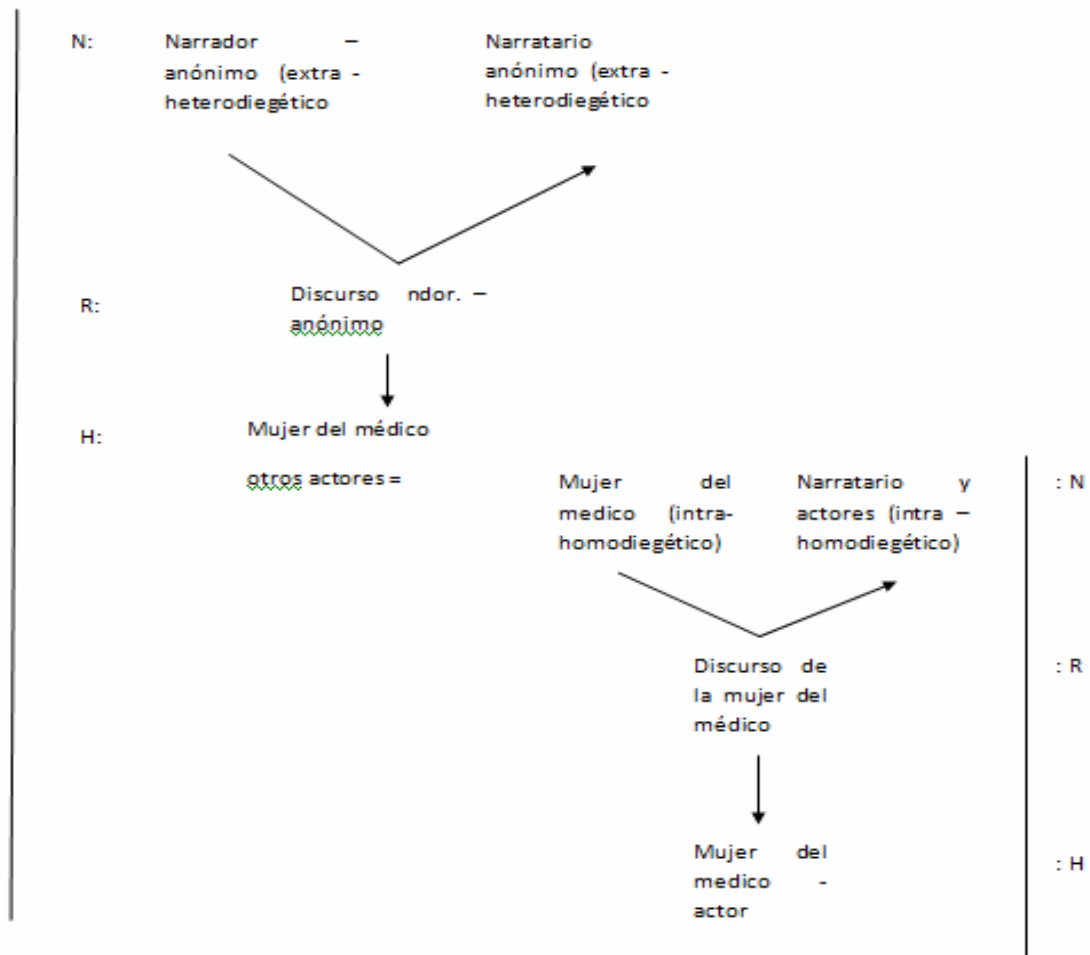 N:
Narrador –
anónimo (extra -
heterodiegético
Narratario
anónimo (extra -
heterodiegético
R:
Discurso ndor. –
anónimo
H:
Mujer del médico
otros actores =
Mujer del
medico (intra-
homodiegético)
Narratario y
actores (intra –
homodiegético)
: N
Discurso de
la mujer del
médico
: R
Mujer del
medico -
actor
: H